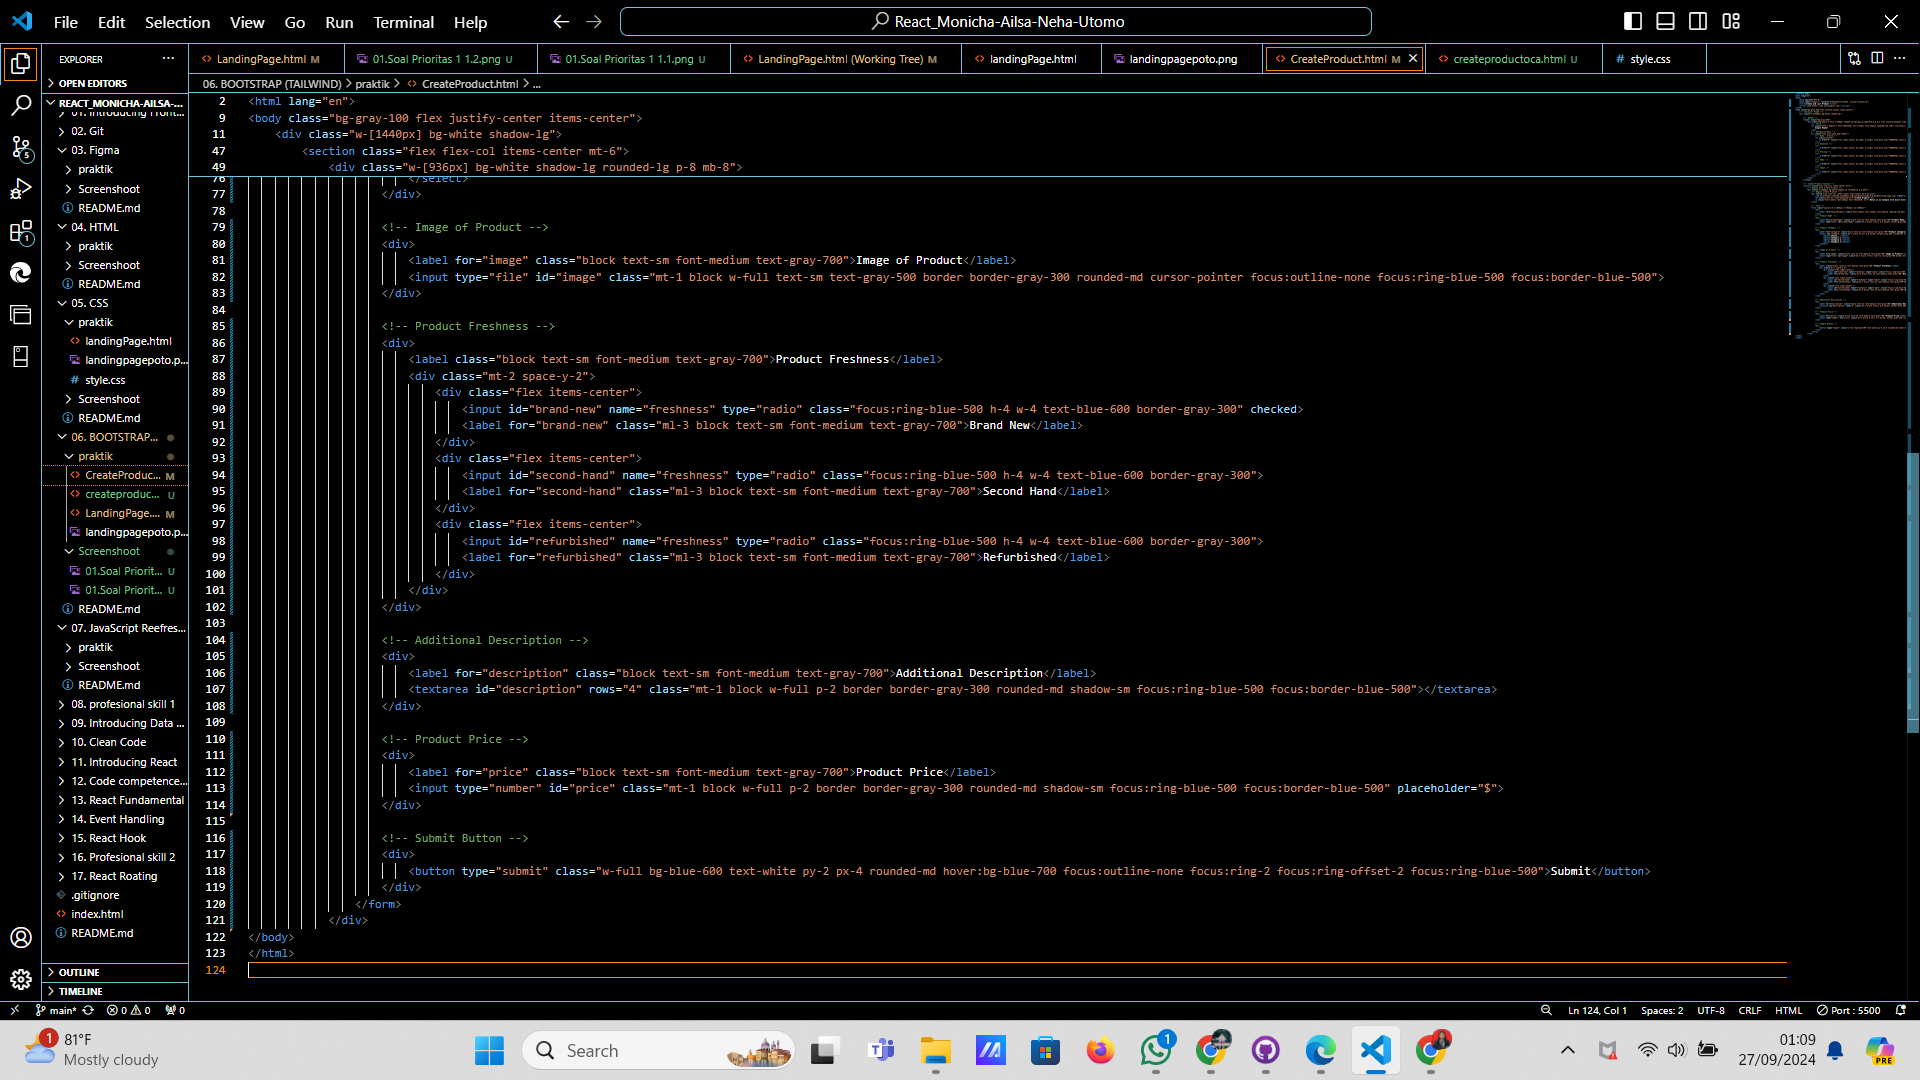 File Edit Selection View Go Run Terminal Help
React_Monicha-Ailsa-Neha-Utomo
EXPLORER
LandingPage.html M
01.Soal Prioritas 1 1.2.png U
01.Soal Prioritas 1 1.1.png U
LandingPage.html (Working Tree) M
landingPage.html
landingpagepoto.png
CreateProduct.html M
createproductoca.html U
# style.css
OPEN EDITORS
REACT_MONICHA-AILSA-...
01. Introducing Front...
02. Git
03. Figma
praktik
Screenshoot
README.md
04. HTML
praktik
Screenshoot
README.md
05. CSS
praktik
landingPage.html
landingpagepoto.p...
# style.css
Screenshoot
README.md
06. BOOTSTRAP...
praktik
CreateProduc... M
createproduc... U
LandingPage.... M
landingpagepoto.p...
Screenshoot
01.Soal Priorit... U
01.Soal Priorit... U
README.md
07. JavaScript Reefres...
praktik
Screenshoot
README.md
08. profesional skill 1
09. Introducing Data ...
10. Clean Code
11. Introducing React
12. Code competence...
13. React Fundamental
14. Event Handling
15. React Hook
16. Profesional skill 2
17. React Roating
.gitignore
index.html
README.md
OUTLINE
TIMELINE
06. BOOTSTRAP (TAILWIND) > praktik > CreateProduct.html > ...
2 <html lang="en">
9 <body class="bg-gray-100 flex justify-center items-center">
11 <div class="w-[1440px] bg-white shadow-lg">
47 <section class="flex flex-col items-center mt-6">
49 <div class="w-[936px] bg-white shadow-lg rounded-lg p-8 mb-8">
76 </select>
77 </div>
78
79 <!-- Image of Product -->
80 <div>
81 <label for="image" class="block text-sm font-medium text-gray-700">Image of Product</label>
82 <input type="file" id="image" class="mt-1 block w-full text-sm text-gray-500 border border-gray-300 rounded-md cursor-pointer focus:outline-none focus:ring-blue-500 focus:border-blue-500">
83 </div>
84
85 <!-- Product Freshness -->
86 <div>
87 <label class="block text-sm font-medium text-gray-700">Product Freshness</label>
88 <div class="mt-2 space-y-2">
89 <div class="flex items-center">
90 <input id="brand-new" name="freshness" type="radio" class="focus:ring-blue-500 h-4 w-4 text-blue-600 border-gray-300" checked>
91 <label for="brand-new" class="ml-3 block text-sm font-medium text-gray-700">Brand New</label>
92 </div>
93 <div class="flex items-center">
94 <input id="second-hand" name="freshness" type="radio" class="focus:ring-blue-500 h-4 w-4 text-blue-600 border-gray-300">
95 <label for="second-hand" class="ml-3 block text-sm font-medium text-gray-700">Second Hand</label>
96 </div>
97 <div class="flex items-center">
98 <input id="refurbished" name="freshness" type="radio" class="focus:ring-blue-500 h-4 w-4 text-blue-600 border-gray-300">
99 <label for="refurbished" class="ml-3 block text-sm font-medium text-gray-700">Refurbished</label>
100 </div>
101 </div>
102 </div>
103
104 <!-- Additional Description -->
105 <div>
106 <label for="description" class="block text-sm font-medium text-gray-700">Additional Description</label>
107 <textarea id="description" rows="4" class="mt-1 block w-full p-2 border border-gray-300 rounded-md shadow-sm focus:ring-blue-500 focus:border-blue-500"></textarea>
108 </div>
109
110 <!-- Product Price -->
111 <div>
112 <label for="price" class="block text-sm font-medium text-gray-700">Product Price</label>
113 <input type="number" id="price" class="mt-1 block w-full p-2 border border-gray-300 rounded-md shadow-sm focus:ring-blue-500 focus:border-blue-500" placeholder="$">
114 </div>
115
116 <!-- Submit Button -->
117 <div>
118 <button type="submit" class="w-full bg-blue-600 text-white py-2 px-4 rounded-md hover:bg-blue-700 focus:outline-none focus:ring-2 focus:ring-offset-2 focus:ring-blue-500">Submit</button>
119 </div>
120 </form>
121 </div>
122 </body>
123 </html>
124
main* 0 0 0
Ln 124, Col 1 Spaces: 2 UTF-8 CRLF HTML Port : 5500
1 81°F
Mostly cloudy
Search
1
PRE
01:09
27/09/2024